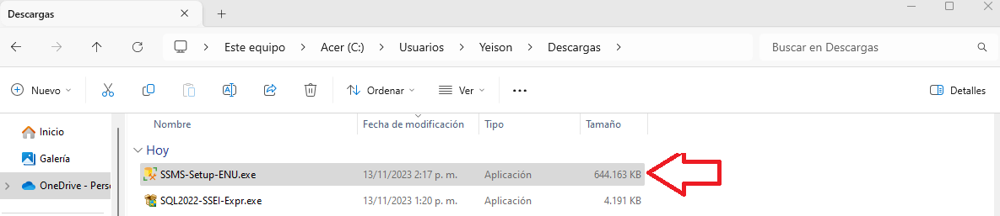 Descargas
Este equipo > Acer (C:) > Usuarios > Yeison > Descargas >
Buscar en Descargas
Nuevo
Ordenar
Ver
Detalles
Nombre Fecha de modificación Tipo Tamaño
Inicio
Galería
OneDrive - Perso
Hoy
SSMS-Setup-ENU.exe 13/11/2023 2:17 p. m. Aplicación 644.163 KB
SQL2022-SSEI-Expr.exe 13/11/2023 1:20 p. m. Aplicación 4.191 KB